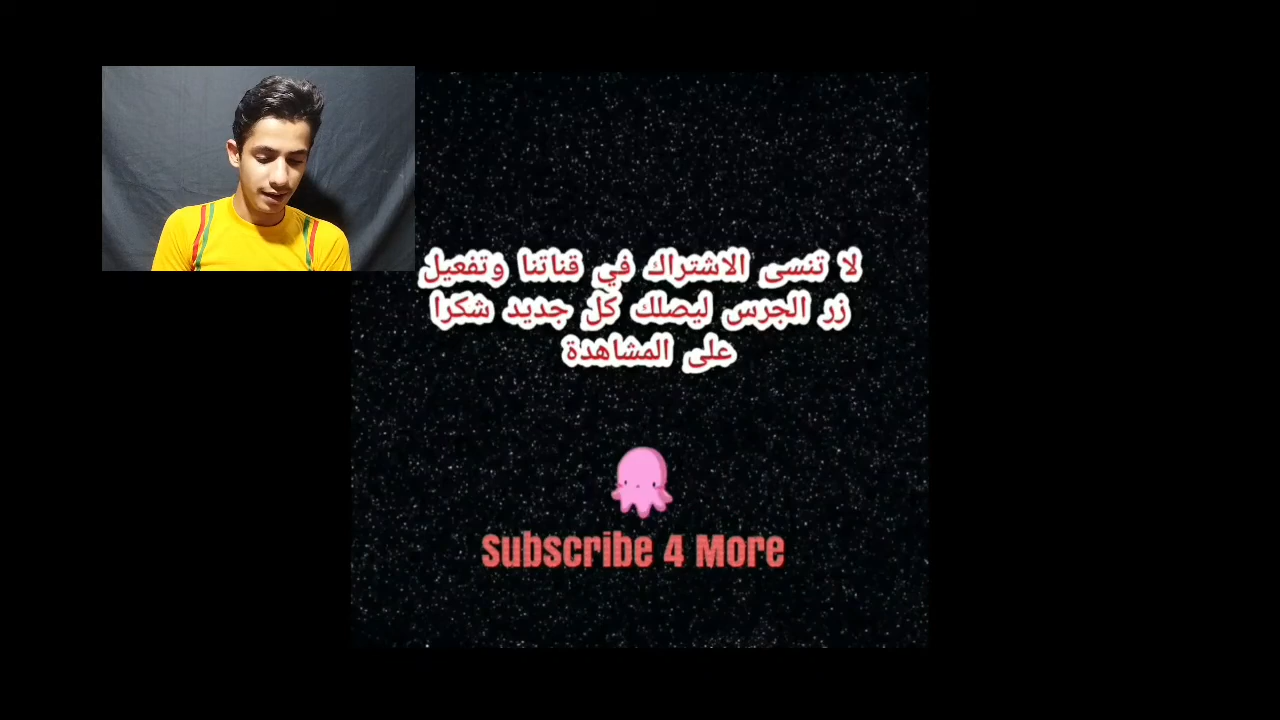 لا تنسى الاشتراك في قناتنا وتفعيل
زر الجرس ليصلك كل جديد شكرا
على المشاهدة
Subscribe 4 More